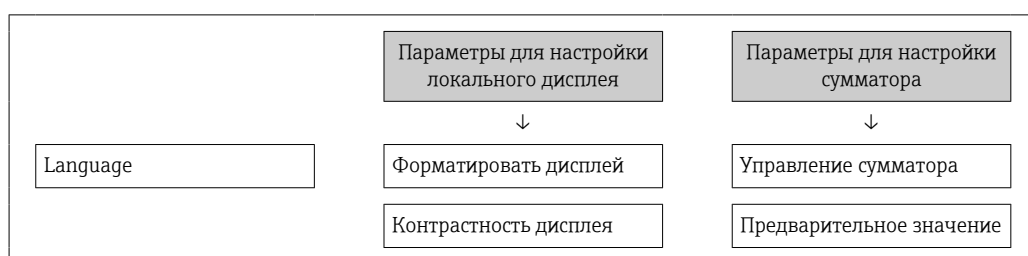 Параметры для настройки
локального дисплея
Параметры для настройки
сумматора
↓
↓
Language
Форматировать дисплей
Управление сумматора
Контрастность дисплея
Предварительное значение